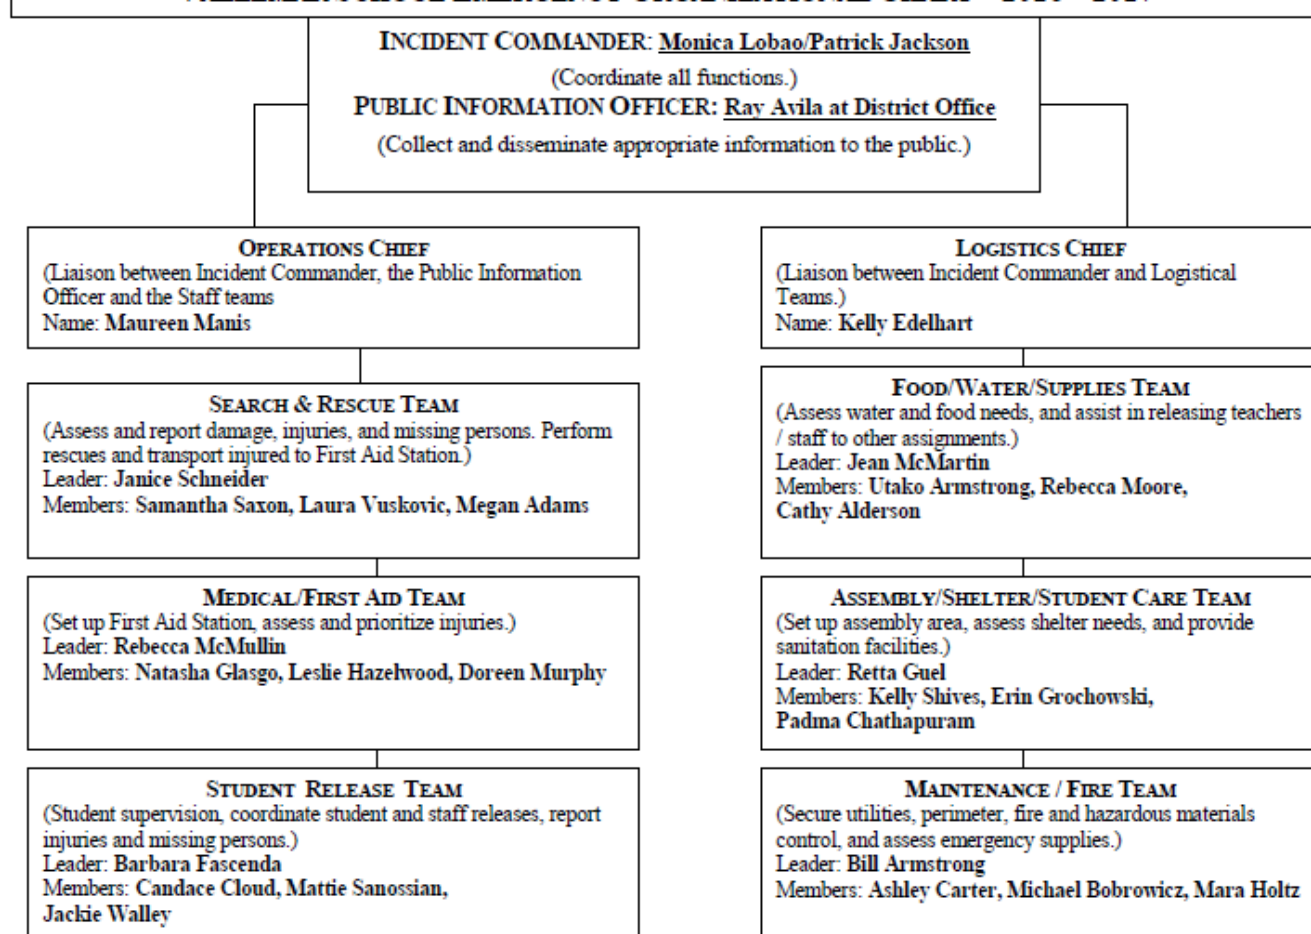 INCIDENT COMMANDER: Monica Lobao/Patrick Jackson
(Coordinate all functions.)
PUBLIC INFORMATION OFFICER: Ray Avila at District Office
(Collect and disseminate appropriate information to the public.)
OPERATIONS CHIEF
(Liaison between Incident Commander, the Public Information
Officer and the Staff teams
Name: Maureen Manis
SEARCH & RESCUE TEAM
(Assess and report damage, injuries, and missing persons. Perform
rescues and transport injured to First Aid Station.)
Leader: Janice Schneider
Members: Samantha Saxon, Laura Vuskovic, Megan Adams
MEDICAL/FIRST AID TEAM
(Set up First Aid Station, assess and prioritize injuries.)
Leader: Rebecca McMullin
Members: Natasha Glasgo, Leslie Hazelwood, Doreen Murphy
STUDENT RELEASE TEAM
(Student supervision, coordinate student and staff releases, report
injuries and missing persons.)
Leader: Barbara Fascenda
Members: Candace Cloud, Mattie Sanossian,
Jackie Walley
LOGISTICS CHIEF
(Liaison between Incident Commander and Logistical
Teams.)
Name: Kelly Edelhart
FOOD/WATER/SUPPLIES TEAM
(Assess water and food needs, and assist in releasing teachers
/ staff to other assignments.)
Leader: Jean McMartin
Members: Utako Armstrong, Rebecca Moore,
Cathy Alderson
ASSEMBLY/SHELTER/STUDENT CARE TEAM
(Set up assembly area, assess shelter needs, and provide
sanitation facilities.)
Leader: Retta Guel
Members: Kelly Shives, Erin Grochowski,
Padma Chathapuram
MAINTENANCE / FIRE TEAM
(Secure utilities, perimeter, fire and hazardous materials
control, and assess emergency supplies.)
Leader: Bill Armstrong
Members: Ashley Carter, Michael Bobrowicz, Mara Holtz